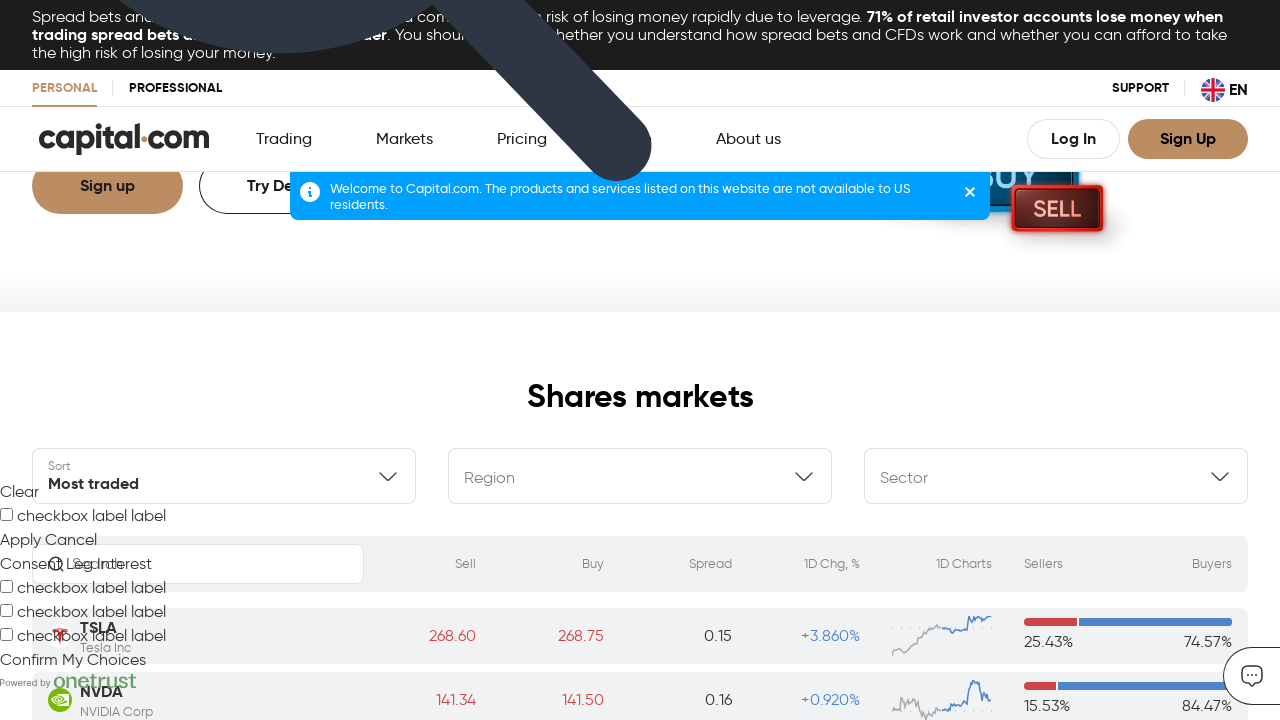 Spread bets and
risk of losing money rapidly due to leverage. 71% of retail investor accounts lose money when
trading spread bets
. You shou
hether you understand how spread bets and CFDs work and whether you can afford to take
the high risk of losing your money.
PERSONAL PROFESSIONAL SUPPORT EN
capital.com Trading Markets Pricing About us Log In Sign Up
Sign up Try De
Welcome to Capital.com. The products and services listed on this website are not available to US
residents.
BUY
SELL
Shares markets
Sort
Most traded
Region
Sector
Clear
checkbox label label
Apply Cancel
Consent Leg.Interest
Search
Sell Buy Spread 1D Chg, % 1D Charts Sellers Buyers
checkbox label label
checkbox label label
checkbox label label
Confirm My Choices
Powered by onetrust
TSLA
Tesla Inc
268.60 268.75 0.15 +3.860% 25.43% 74.57%
NVDA
NVIDIA Corp
141.34 141.50 0.16 +0.920% 15.53% 84.47%